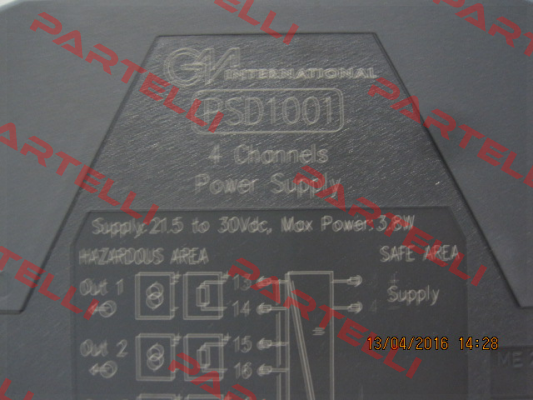 GM INTERNATIONAL
PSD1001
4 Channels
Power Supply
Supply: 21.5 to 30Vdc, Max Power: 3.8W
HAZARDOUS AREA
SAFE AREA
Out 1
13
14
Supply
Out 2
15
16
13/04/2016 14:28
PARTELLI
PARTELLI
PARTELLI
PARTELLI
PARTELLI